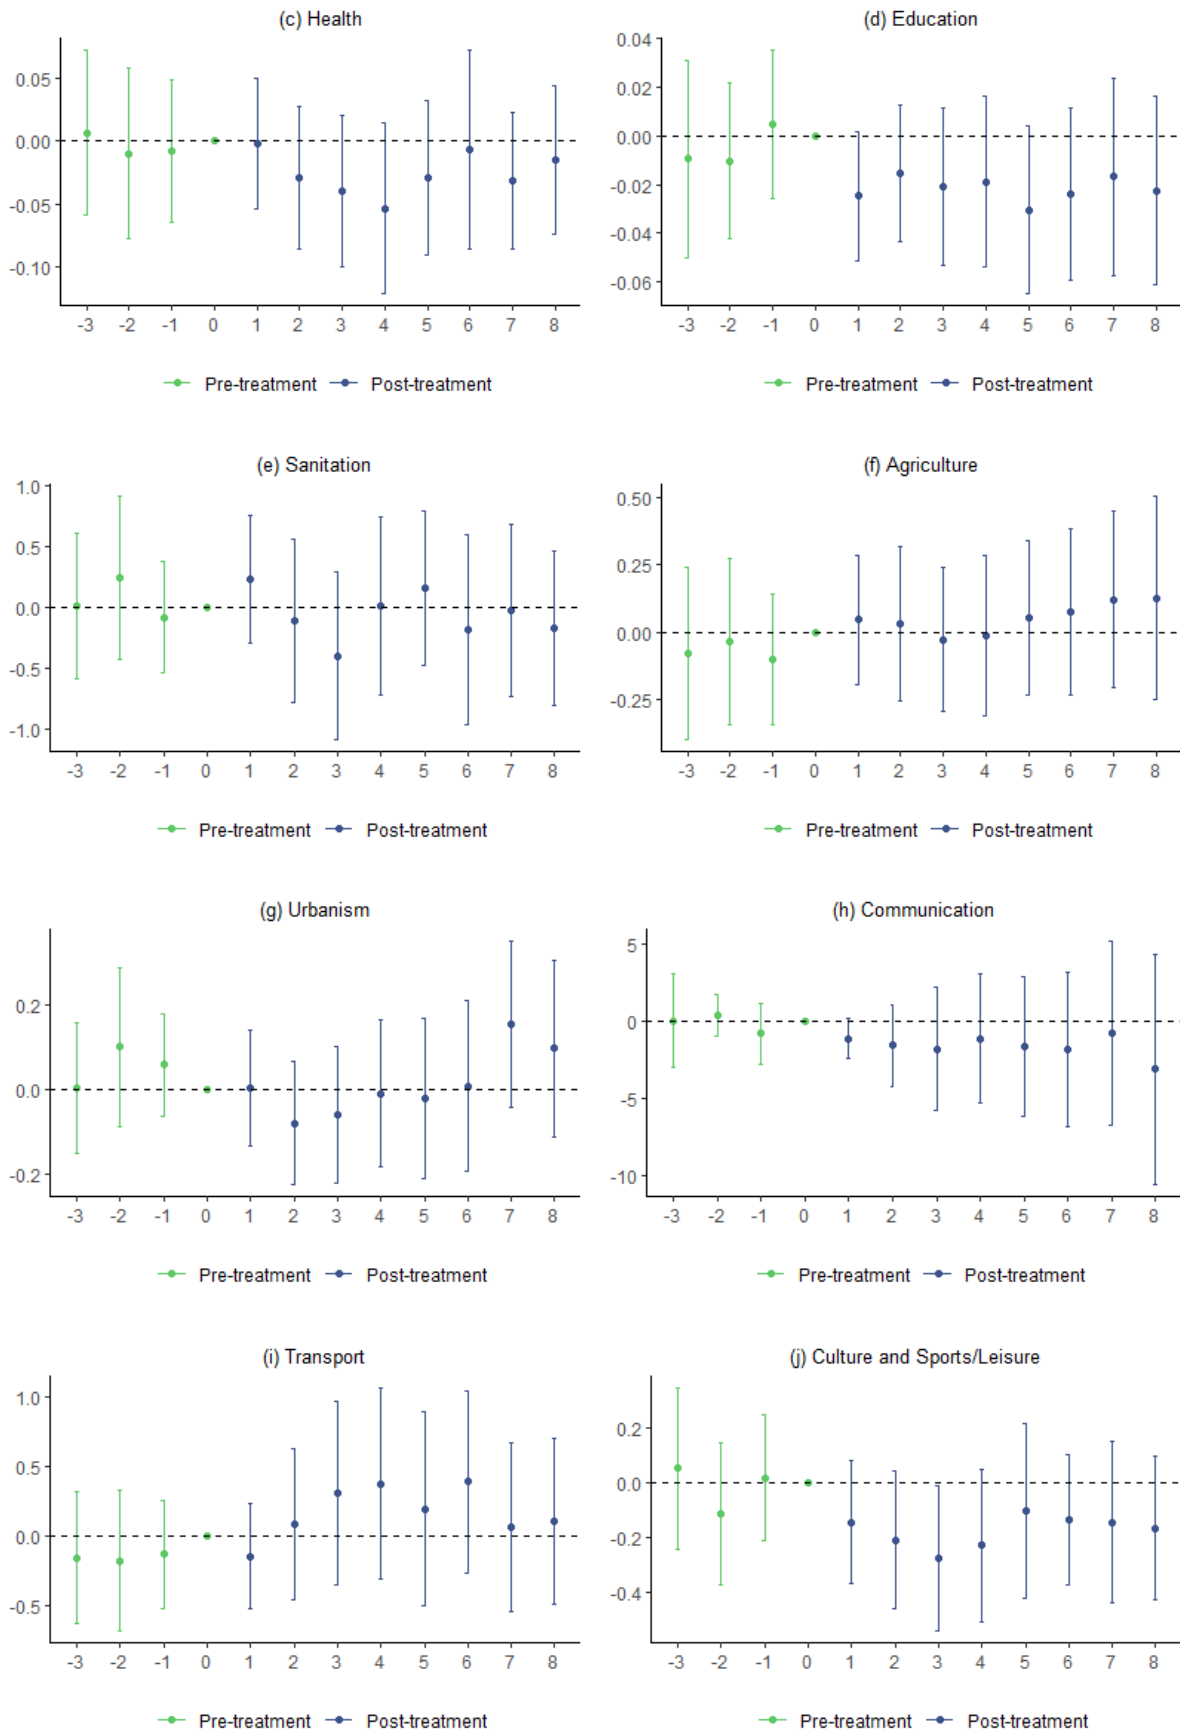 (c) Health
0.05
0.00
-0.05
-0.10
-3 -2 -1 0 1 2 3 4 5 6 7 8
Pre-treatment Post-treatment
(d) Education
0.04
0.02
0.00
-0.02
-0.04
-0.06
-3 -2 -1 0 1 2 3 4 5 6 7 8
Pre-treatment Post-treatment
(e) Sanitation
1.0
0.5
0.0
-0.5
-1.0
-3 -2 -1 0 1 2 3 4 5 6 7 8
Pre-treatment Post-treatment
(f) Agriculture
0.50
0.25
0.00
-0.25
-3 -2 -1 0 1 2 3 4 5 6 7 8
Pre-treatment Post-treatment
(g) Urbanism
0.2
0.0
-0.2
-3 -2 -1 0 1 2 3 4 5 6 7 8
Pre-treatment Post-treatment
(h) Communication
5
0
-5
-10
-3 -2 -1 0 1 2 3 4 5 6 7 8
Pre-treatment Post-treatment
(i) Transport
1.0
0.5
0.0
-0.5
-3 -2 -1 0 1 2 3 4 5 6 7 8
Pre-treatment Post-treatment
(j) Culture and Sports/Leisure
0.2
0.0
-0.2
-0.4
-3 -2 -1 0 1 2 3 4 5 6 7 8
Pre-treatment Post-treatment